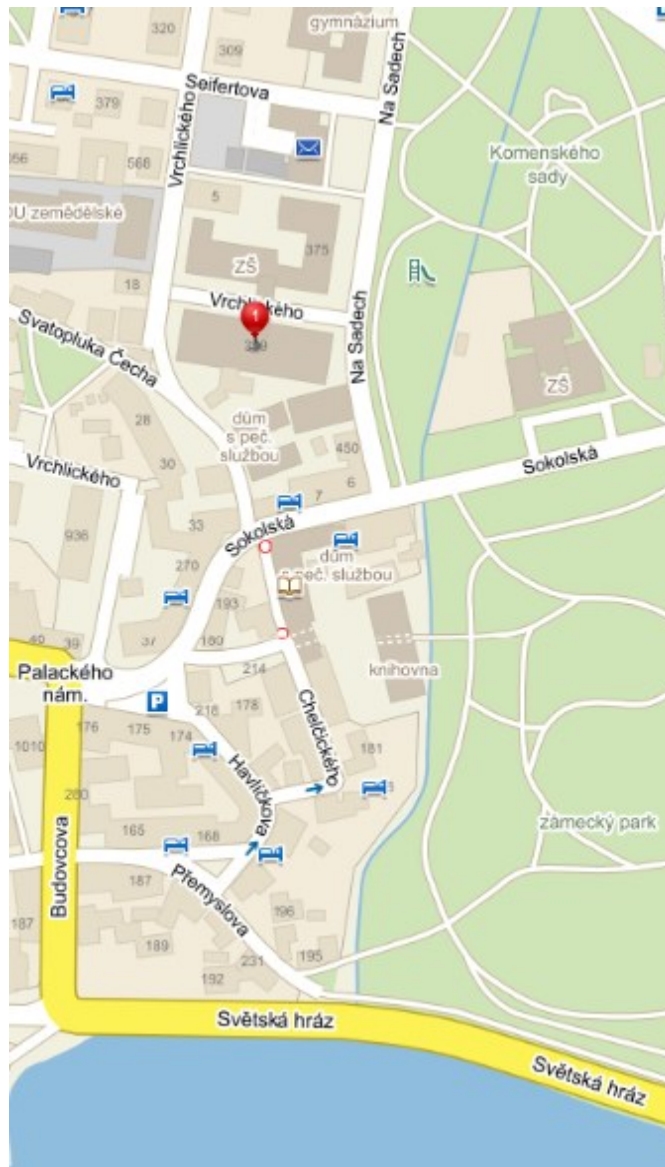 gymnázium
320
309
Na Sadech
Seifertova
379
Vrchlického
Komenského
sady
566
5
OU zemědělské
375
ZŠ
18
Vrchlického
1
Svatopluka Čecha
Na Sadech
ZŠ
28
dům
s peč.
službou
450
Vrchlického
30
Sokolská
6
7
33
Sokolská
936
dům
s peč. službou
270
193
39
37
180
Palackého
nám.
214
knihovna
P
Chelčického
176
175
174
218
178
1010
181
Havlíčkova
280
zámecký park
165
168
Budovcova
187
Přemyslova
196
187
189
231
195
192
Světská hráz
Světská hráz